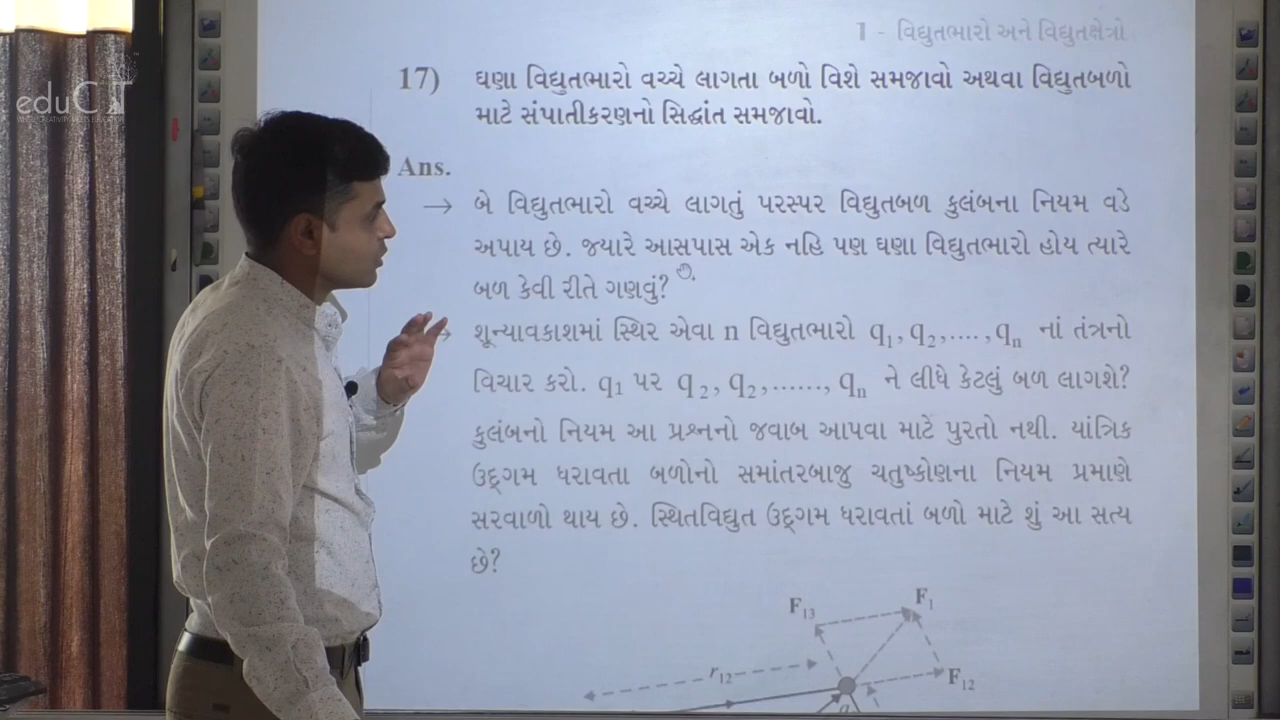 1 - વિદ્યુતભારો અને વિદ્યુતક્ષેત્રો
eduCAT
17) ઘણા વિદ્યુતભારો વચ્ચે લાગતા બળો વિશે સમજાવો અથવા વિદ્યુતબળો
માટે સંપાતીકરણનો સિદ્ધાંત સમજાવો.
Ans.
→ બે વિદ્યુતભારો વચ્ચે લાગતું પરસ્પર વિદ્યુતબળ કુલંબના નિયમ વડે
અપાય છે. જયારે આસપાસ એક નહિ પણ ઘણા વિદ્યુતભારો હોય ત્યારે
બળ કેવી રીતે ગણવું?
→ શૂન્યાવકાશમાં સ્થિર એવા n વિદ્યુતભારો q1, q2,...., qn નાં તંત્રનો
વિચાર કરો. q1 પર q2, q2,......, qn ને લીધે કેટલું બળ લાગશે?
કુલંબનો નિયમ આ પ્રશ્નનો જવાબ આપવા માટે પુરતો નથી. યાંત્રિક
ઉદ્ગમ ધરાવતા બળોનો સમાંતરબાજુ ચતુષ્કોણના નિયમ પ્રમાણે
સરવાળો થાય છે. સ્થિતવિદ્યુત ઉદ્ગમ ધરાવતાં બળો માટે શું આ સત્ય
છે?
F13 F1
r12 F12